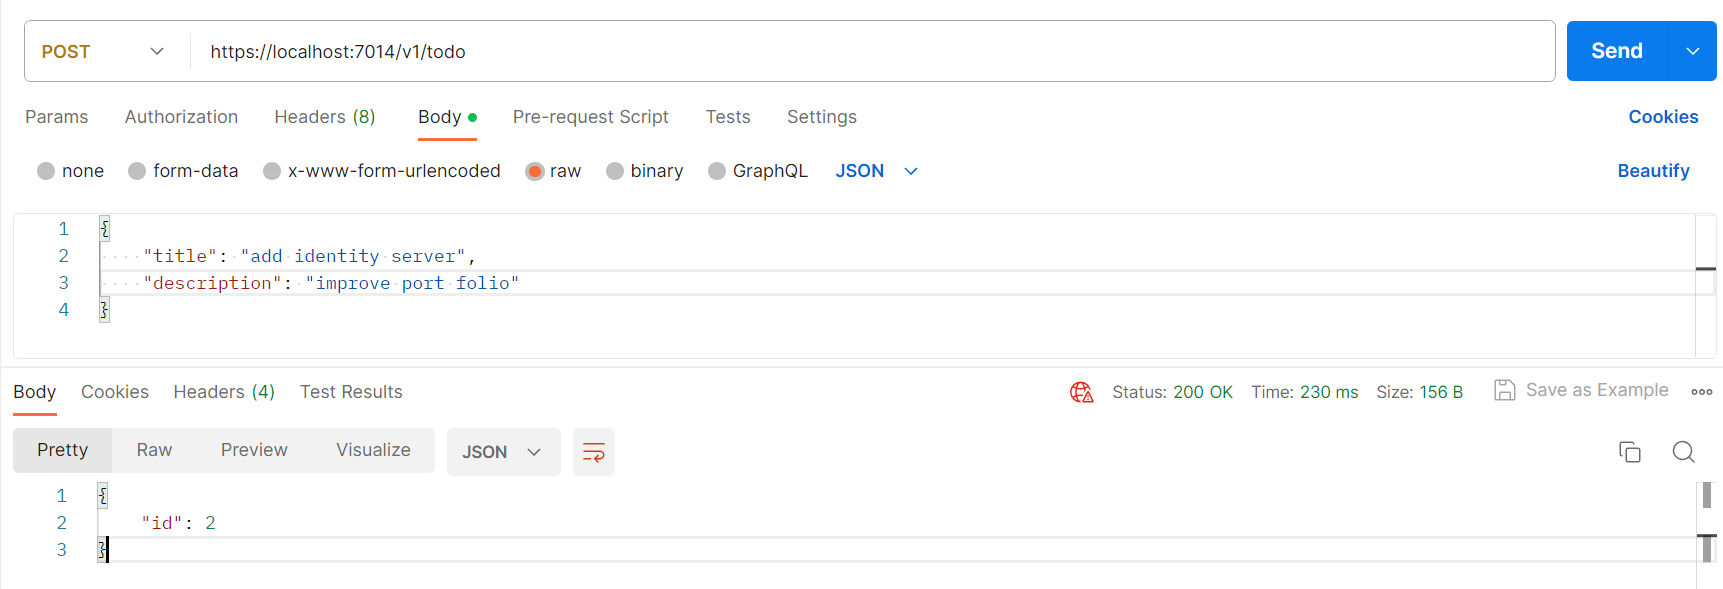 POST https://localhost:7014/v1/todo Send
Params Authorization Headers (8) Body Pre-request Script Tests Settings Cookies
none form-data x-www-form-urlencoded raw binary GraphQL JSON Beautify
1 {
2 "title": "add identity server",
3 "description": "improve port folio"
4 }
Body Cookies Headers (4) Test Results Status: 200 OK Time: 230 ms Size: 156 B Save as Example
Pretty Raw Preview Visualize JSON
1 {
2 "id": 2
3 }